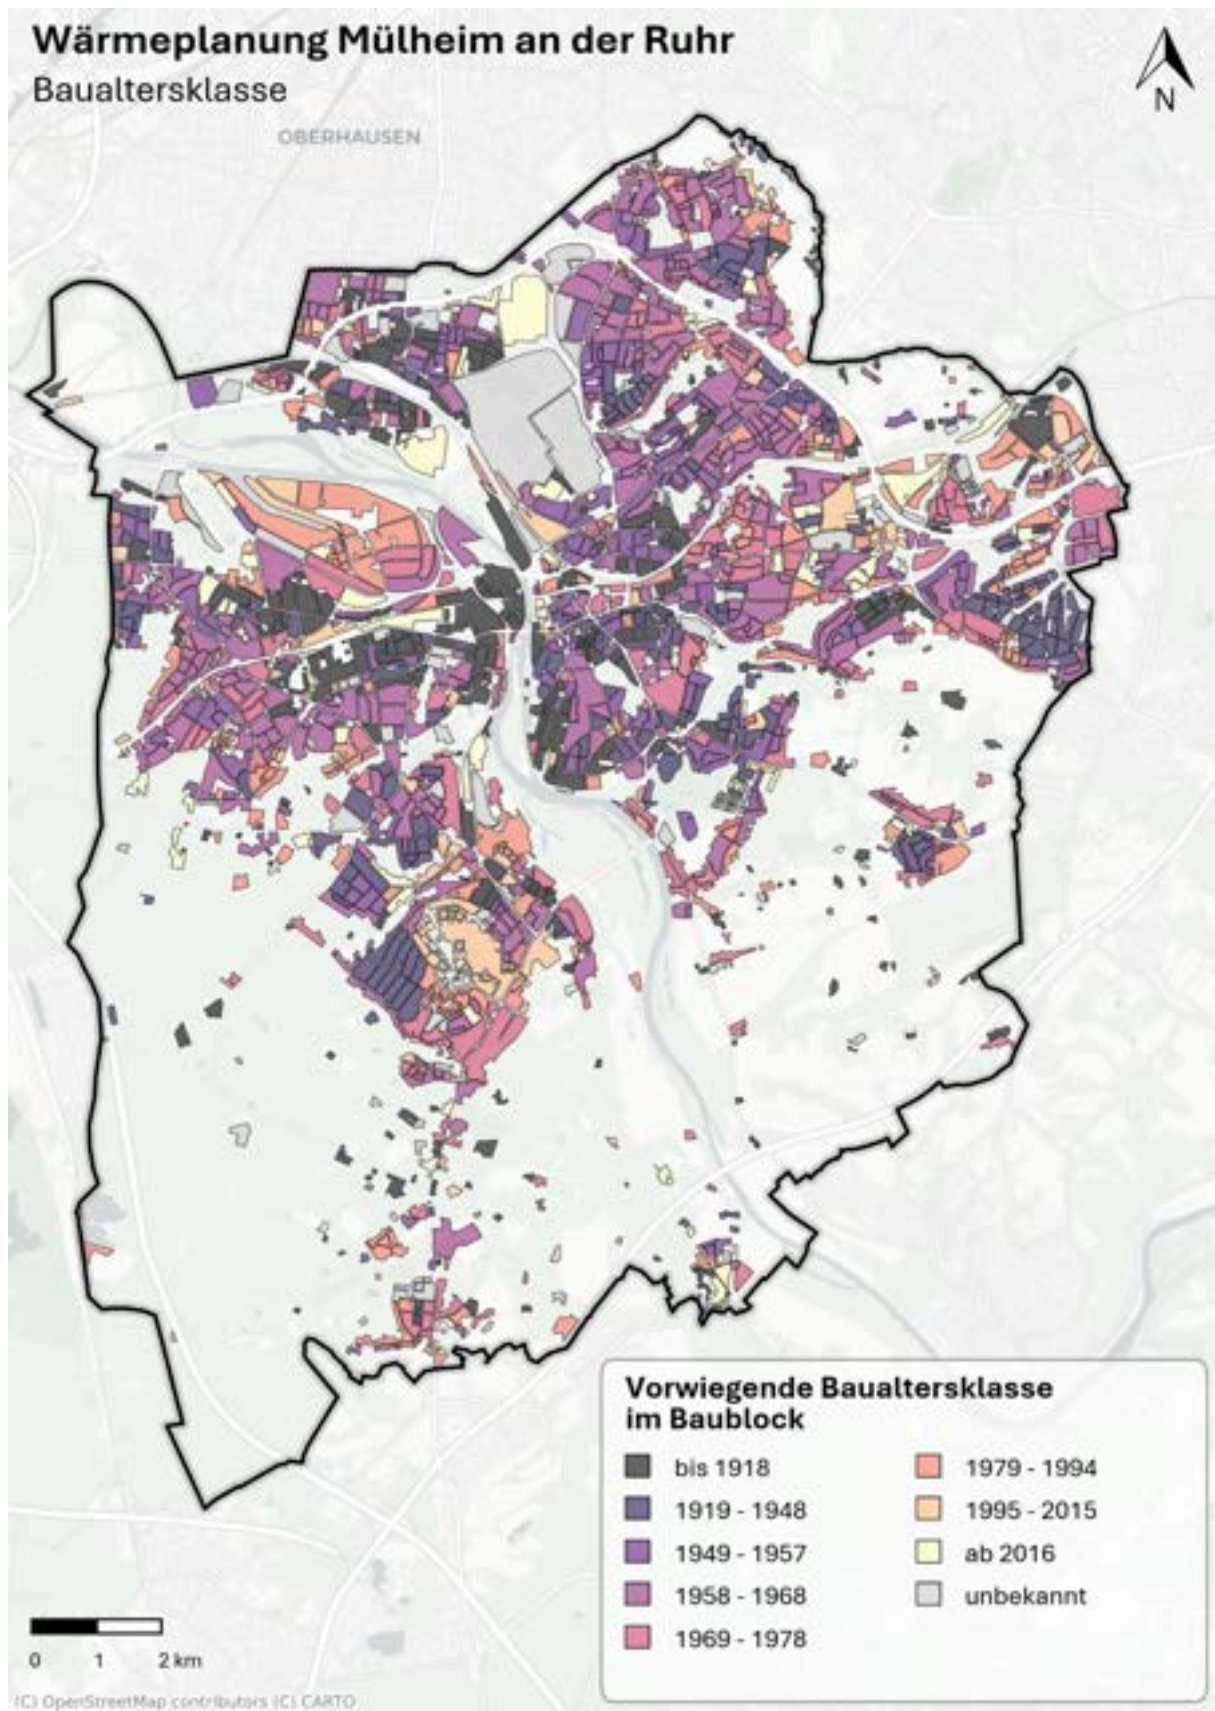 Wärmeplanung Mülheim an der Ruhr
Baualtersklasse
N
OBERHAUSEN
Vorwiegende Baualtersklasse
im Baublock
bis 1918
1919 - 1948
1949 - 1957
1958 - 1968
1969 - 1978
1979 - 1994
1995 - 2015
ab 2016
unbekannt
0 1 2 km
(C) OpenStreetMap contributors (C) CARTO